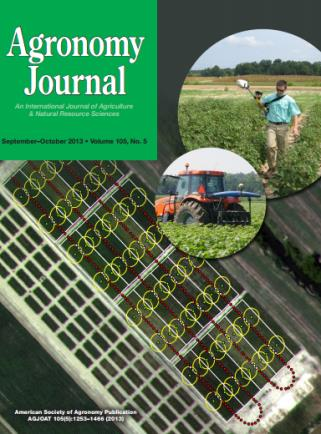 Agronomy
Journal
An International Journal of Agriculture
& Natural Resource Sciences
September–October 2013 • Volume 105, No. 5
American Society of Agronomy Publication
AGJOAT 105(5):1253–1466 (2013)